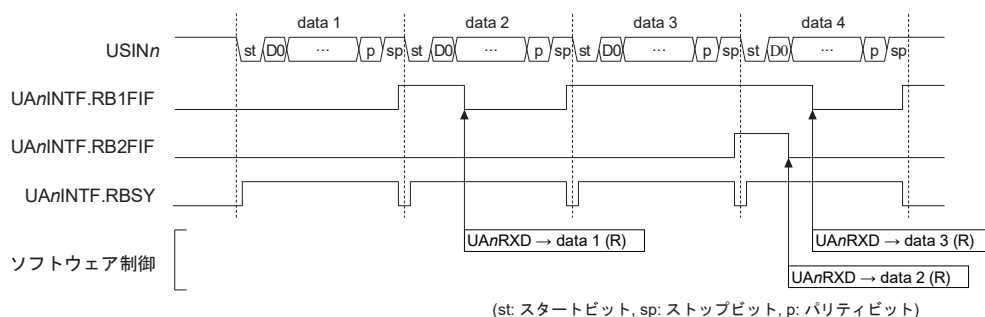 data 1 data 2 data 3 data 4
USINn st D0 ... p sp st D0 ... p sp st D0 ... p sp st D0 ... p sp
UAnINTF.RB1FIF
UAnINTF.RB2FIF
UAnINTF.RBSY
UAnRXD → data 1 (R) UAnRXD → data 3 (R)
ソフトウェア制御
UAnRXD → data 2 (R)
(st: スタートビット, sp: ストップビット, p: パリティビット)